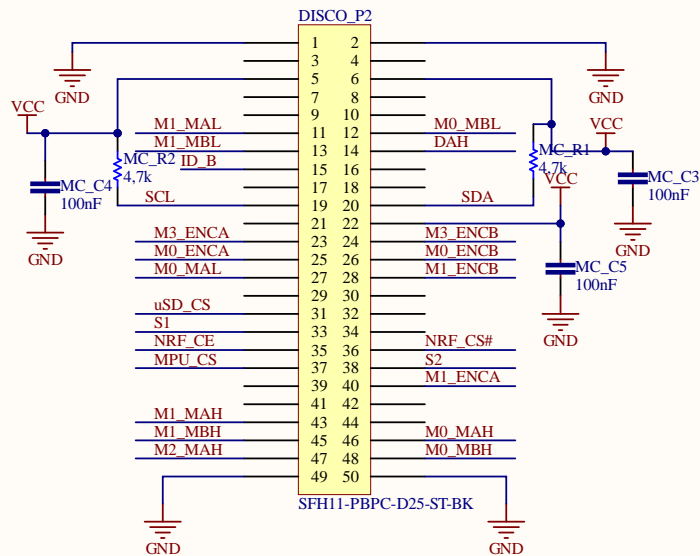 DISCO_P2
1 2
GND 3 4 GND
VCC 5 6
7 8
9 10
M1_MAL 11 12 M0_MBL VCC
M1_MBL 13 14 DAH MC_R1
MC_R2 4,7k ID_B 15 16 4,7k VCC
MC_C4 100nF 17 18 MC_C3 100nF
SCL 19 20 SDA
GND 21 22 GND
M3_ENCA 23 24 M3_ENCB
M0_ENCA 25 26 M0_ENCB
M0_MAL 27 28 M1_ENCB MC_C5 100nF
29 30
uSD_CS 31 32
S1 33 34 GND
NRF_CE 35 36 NRF_CS#
MPU_CS 37 38 S2
39 40 M1_ENCA
41 42
M1_MAH 43 44
M1_MBH 45 46 M0_MAH
M2_MAH 47 48 M0_MBH
49 50
SFH11-PBPC-D25-ST-BK
GND GND